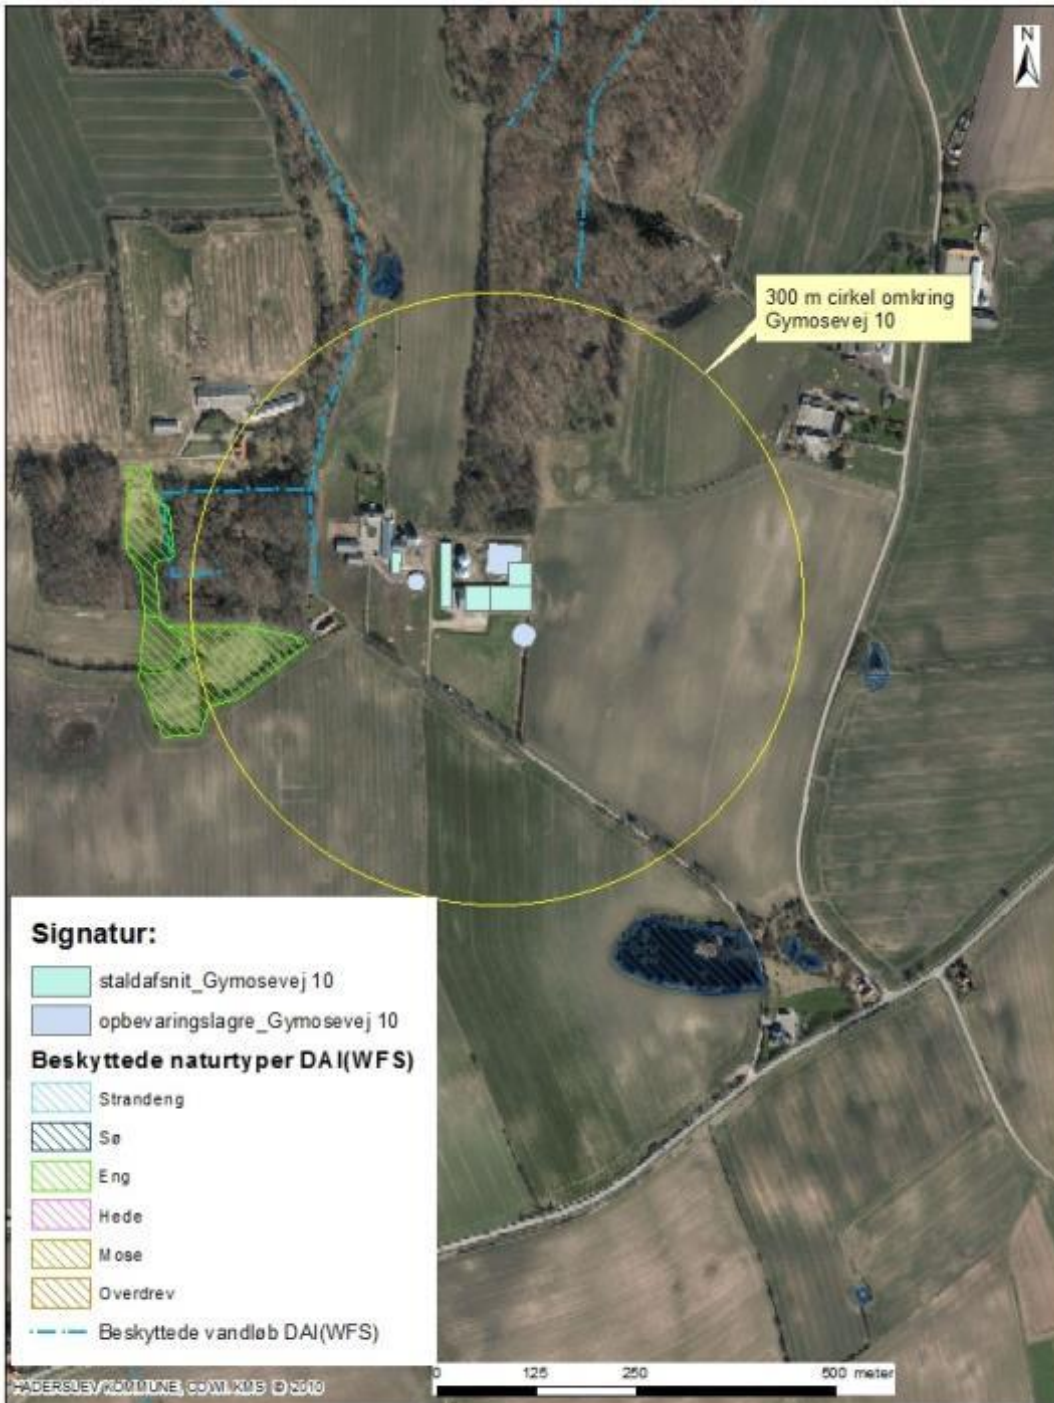 N
300 m cirkel omkring
Gymosevej 10
Signatur:
staldafsnit_Gymosevej 10
opbevaringslagre_Gymosevej 10
Beskyttede naturtyper DAI(WFS)
Strandeng
Sø
Eng
Hede
Mose
Overdrev
Beskyttede vandløb DAI(WFS)
HADERSLEV KOMMUNE, COWI, KMS © 2010
0 125 250 500 meter